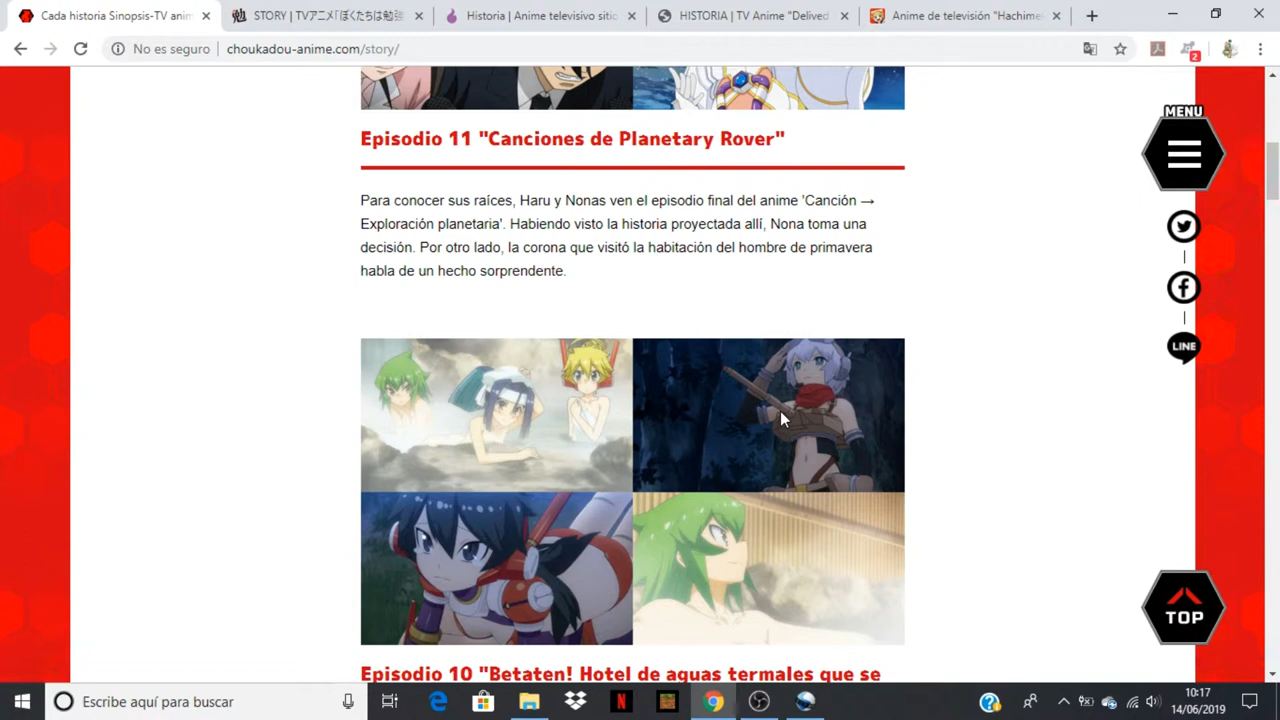 Cada historia Sinopsis-TV anim
STORY | TVアニメ「ぼくたちは勉強
Historia | Anime televisivo sitio
HISTORIA | TV Anime "Delived
Anime de televisión "Hachimei
No es seguro
choukadou-anime.com/story/
2
MENU
Episodio 11 "Canciones de Planetary Rover"
Para conocer sus raíces, Haru y Nonas ven el episodio final del anime 'Canción →
Exploración planetaria'. Habiendo visto la historia proyectada allí, Nona toma una
decisión. Por otro lado, la corona que visitó la habitación del hombre de primavera
habla de un hecho sorprendente.
LINE
TOP
Episodio 10 "Betaten! Hotel de aguas termales que se
Escribe aquí para buscar
10:17
14/06/2019